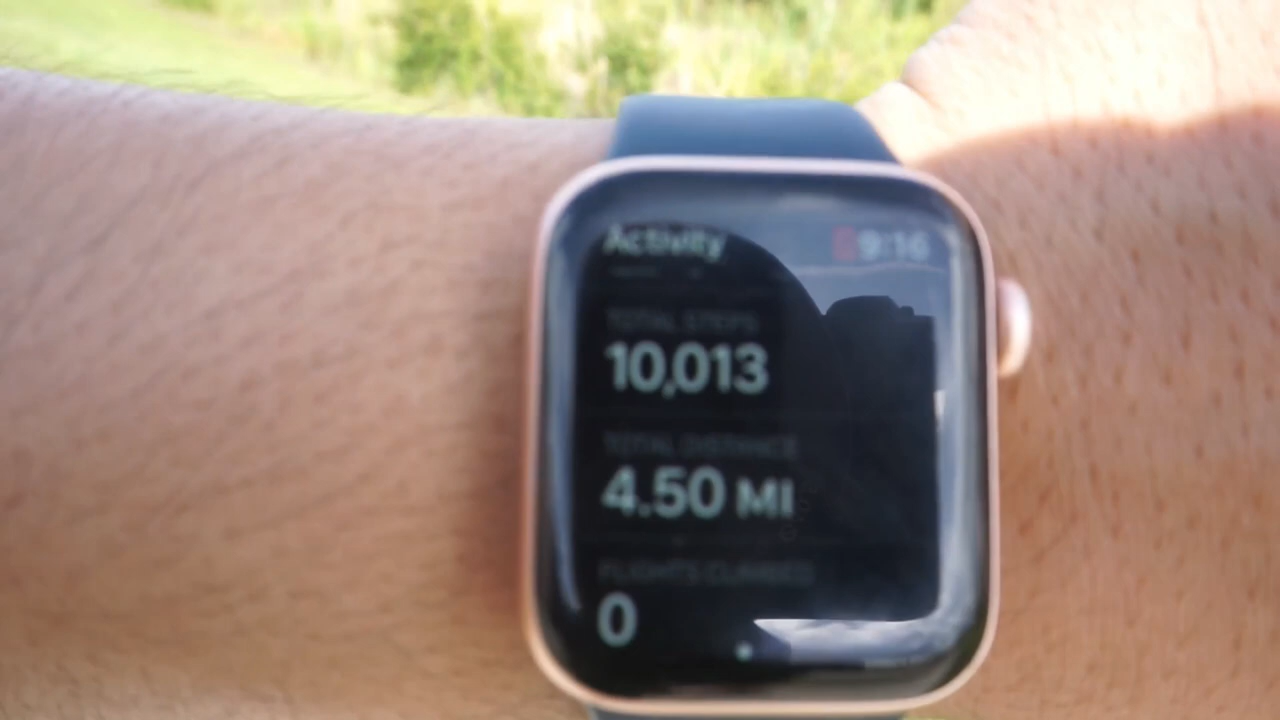 Activity 9:16
TOTAL STEPS
10,013
TOTAL DISTANCE
4.50 MI
FLIGHTS CLIMBED
0